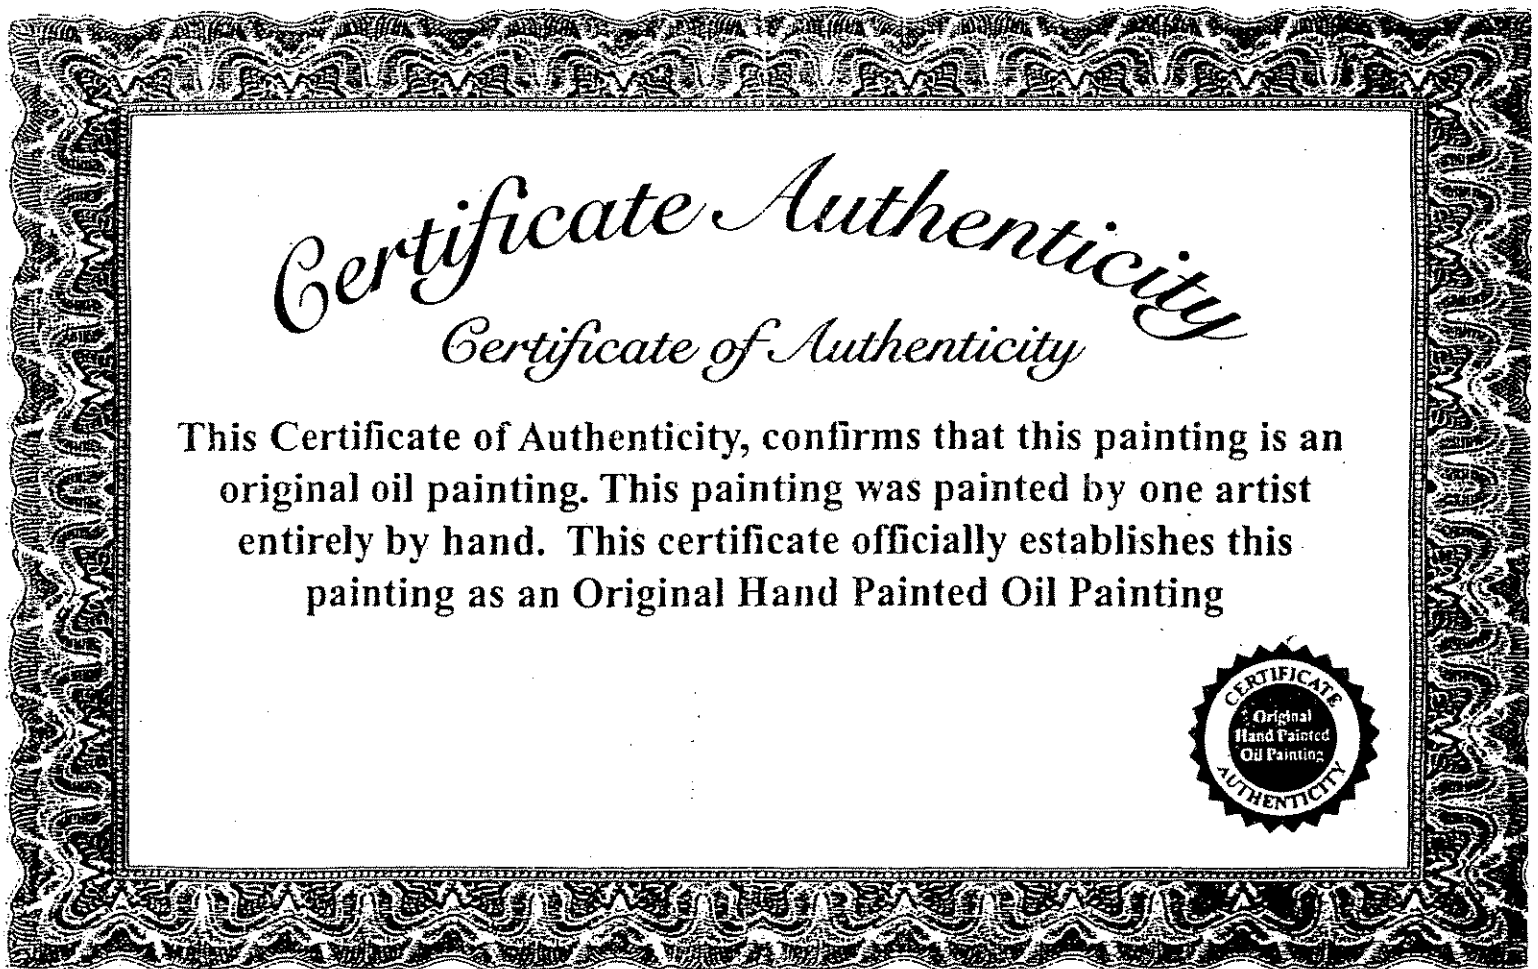 Certificate Authenticity
Certificate of Authenticity
This Certificate of Authenticity, confirms that this painting is an
original oil painting. This painting was painted by one artist
entirely by hand. This certificate officially establishes this
painting as an Original Hand Painted Oil Painting
CERTIFICATE
Original
Hand Painted
Oil Painting
AUTHENTICITY